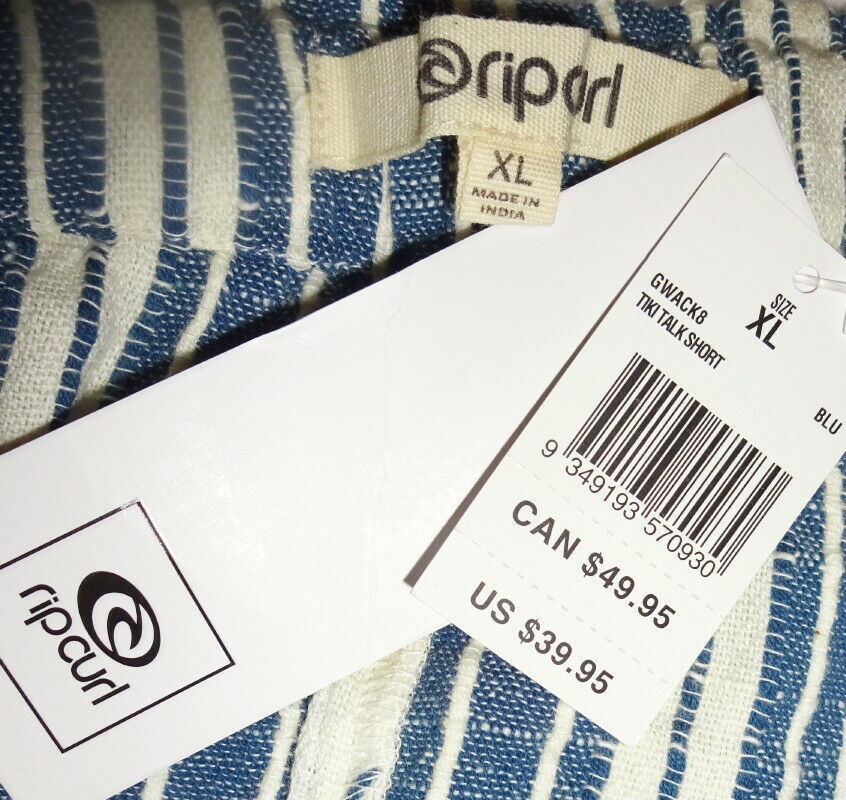 ripcurl
XL
MADE IN
INDIA
GWACK8
TIKI TALK SHORT
SIZE
XL
BLU
9 349193 570930
CAN $49.95
US $39.95
ripcurl